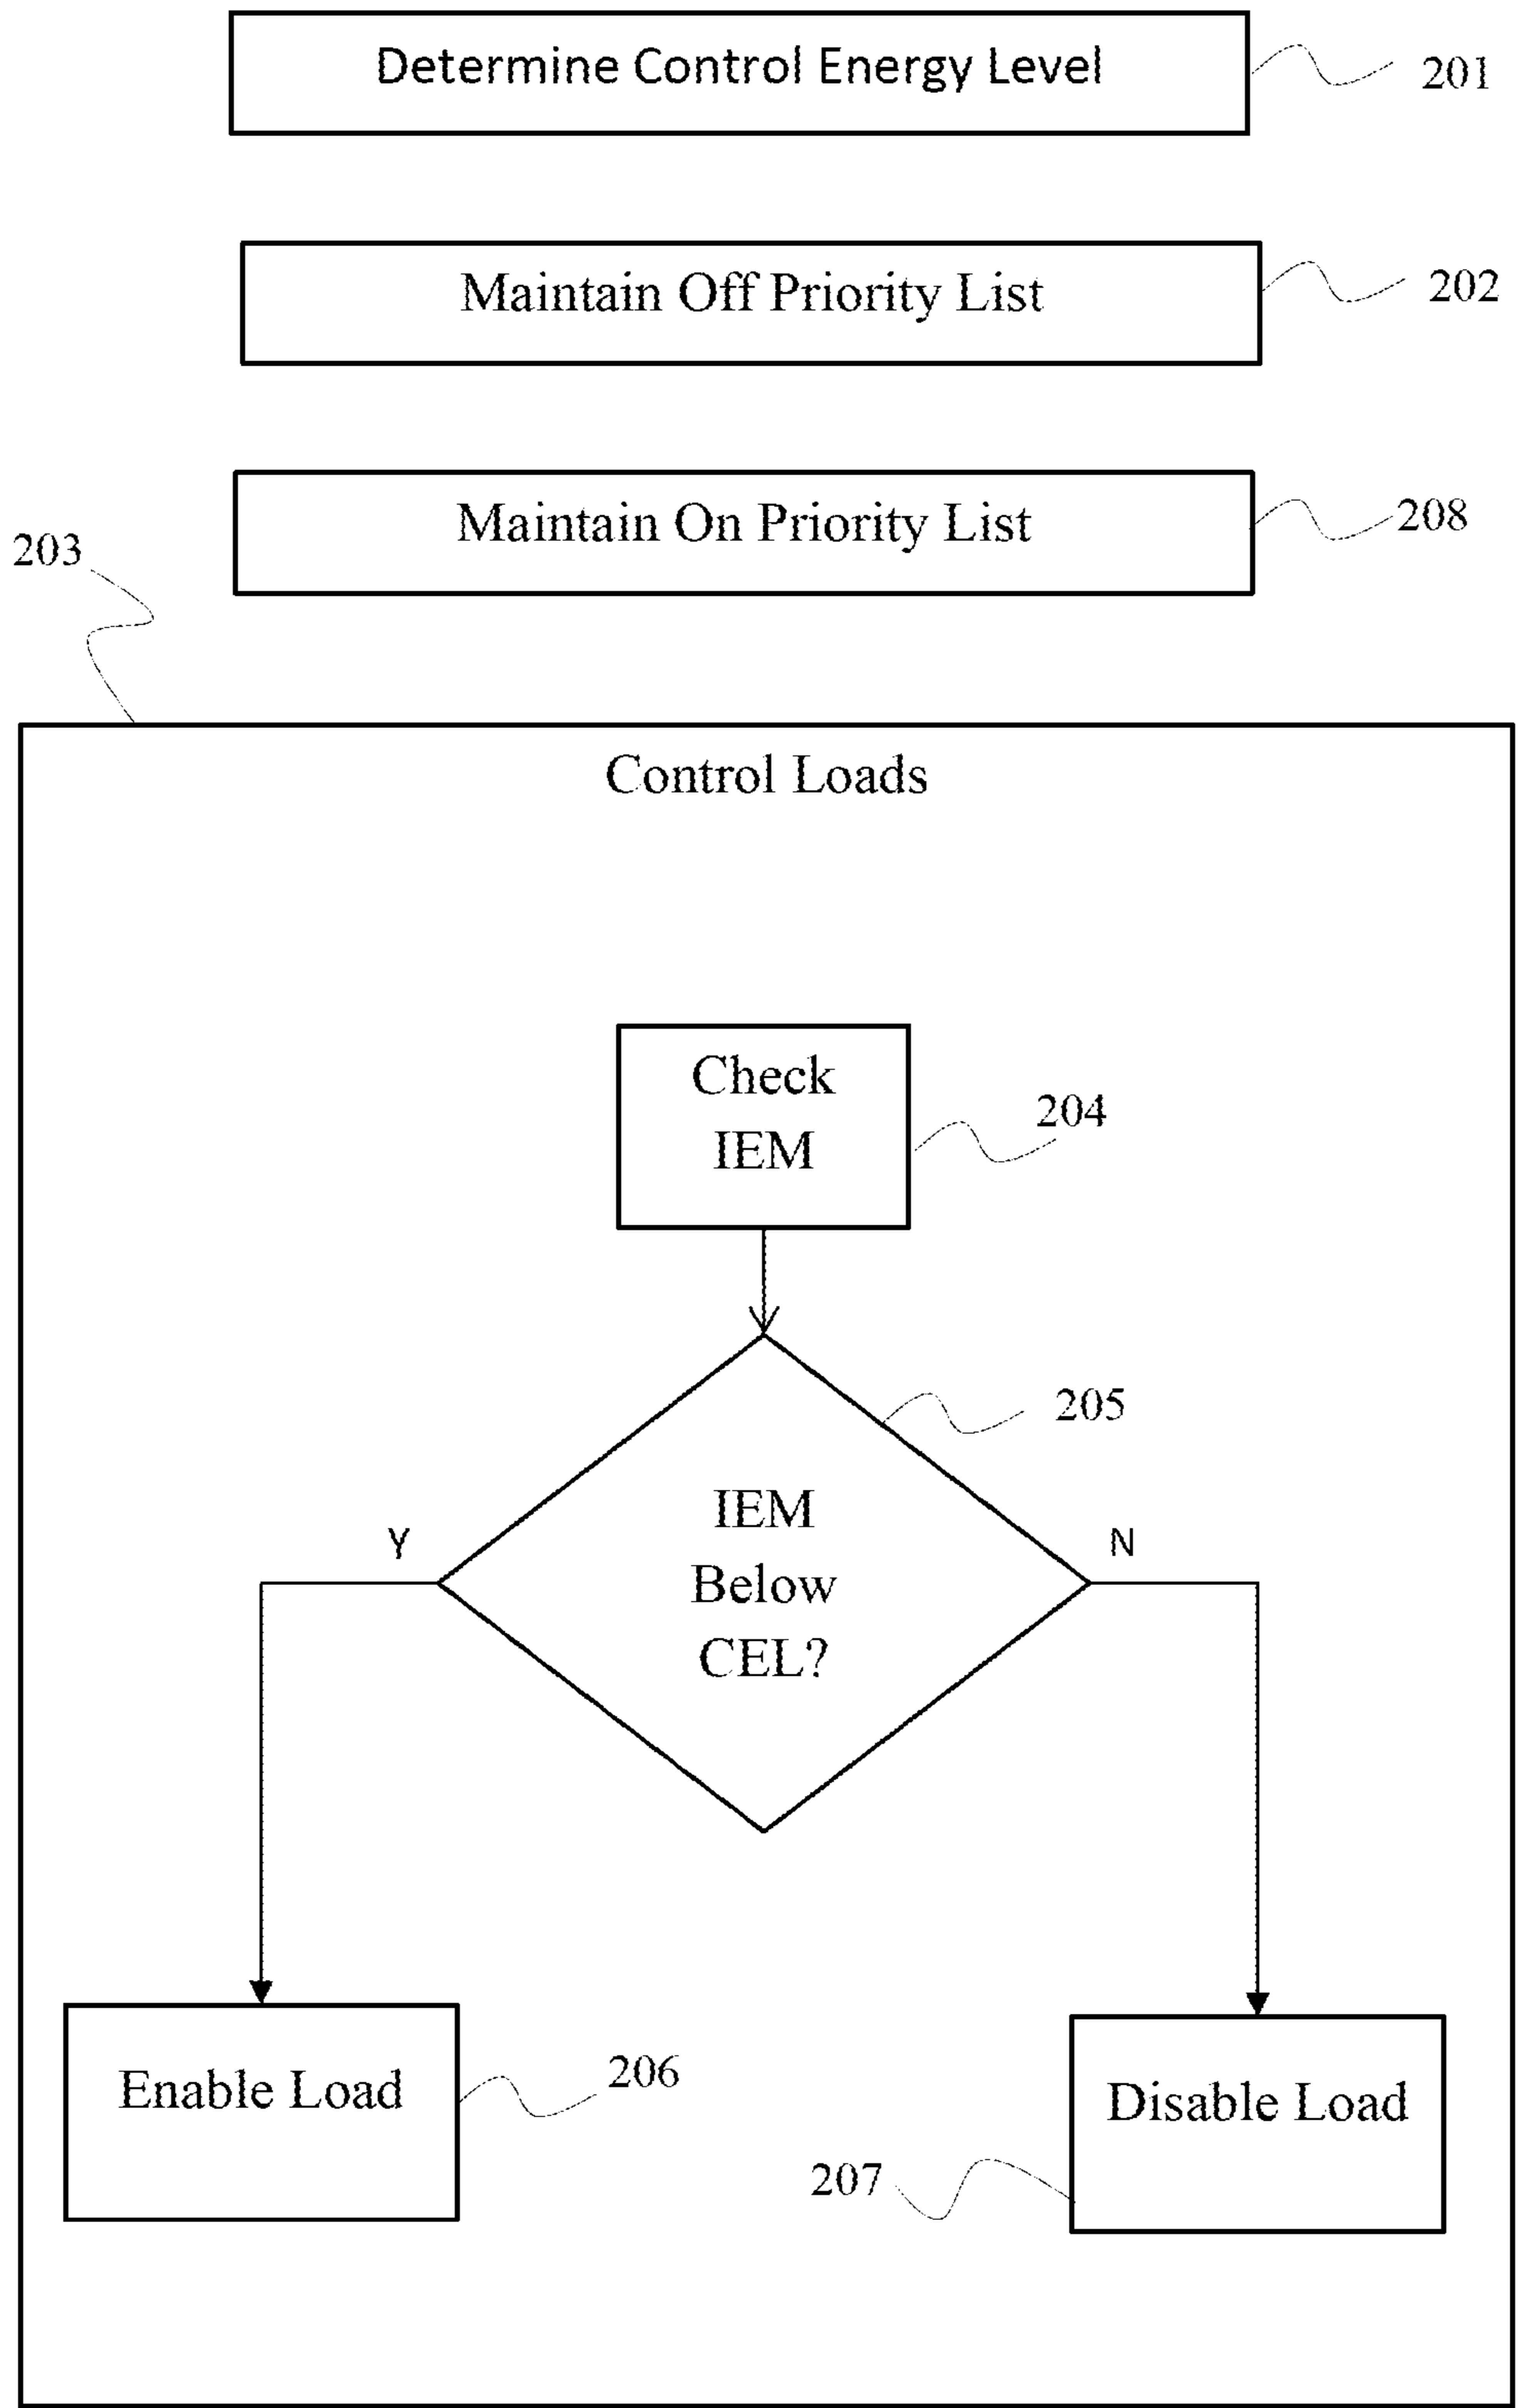 Determine Control Energy Level
201
Maintain Off Priority List
202
Maintain On Priority List
208
203
Control Loads
Check
IEM
204
205
IEM
Below
CEL?
Y
N
Enable Load
206
Disable Load
207